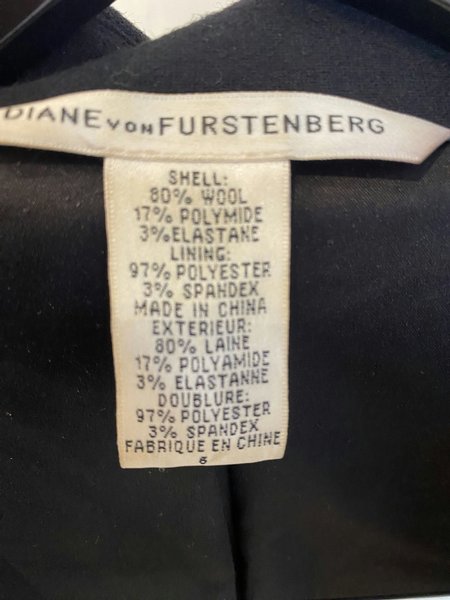 DIANE VON FURSTENBERG
SHELL:
80% WOOL
17% POLYMIDE
3%ELASTANE
LINING:
97% POLYESTER
3% SPANDEX
MADE IN CHINA
EXTERIEUR:
80% LAINE
17% POLYAMIDE
3% ELASTANNE
DOUBLURE:
97% POLYESTER
3% SPANDEX
FABRIQUE EN CHINE
6